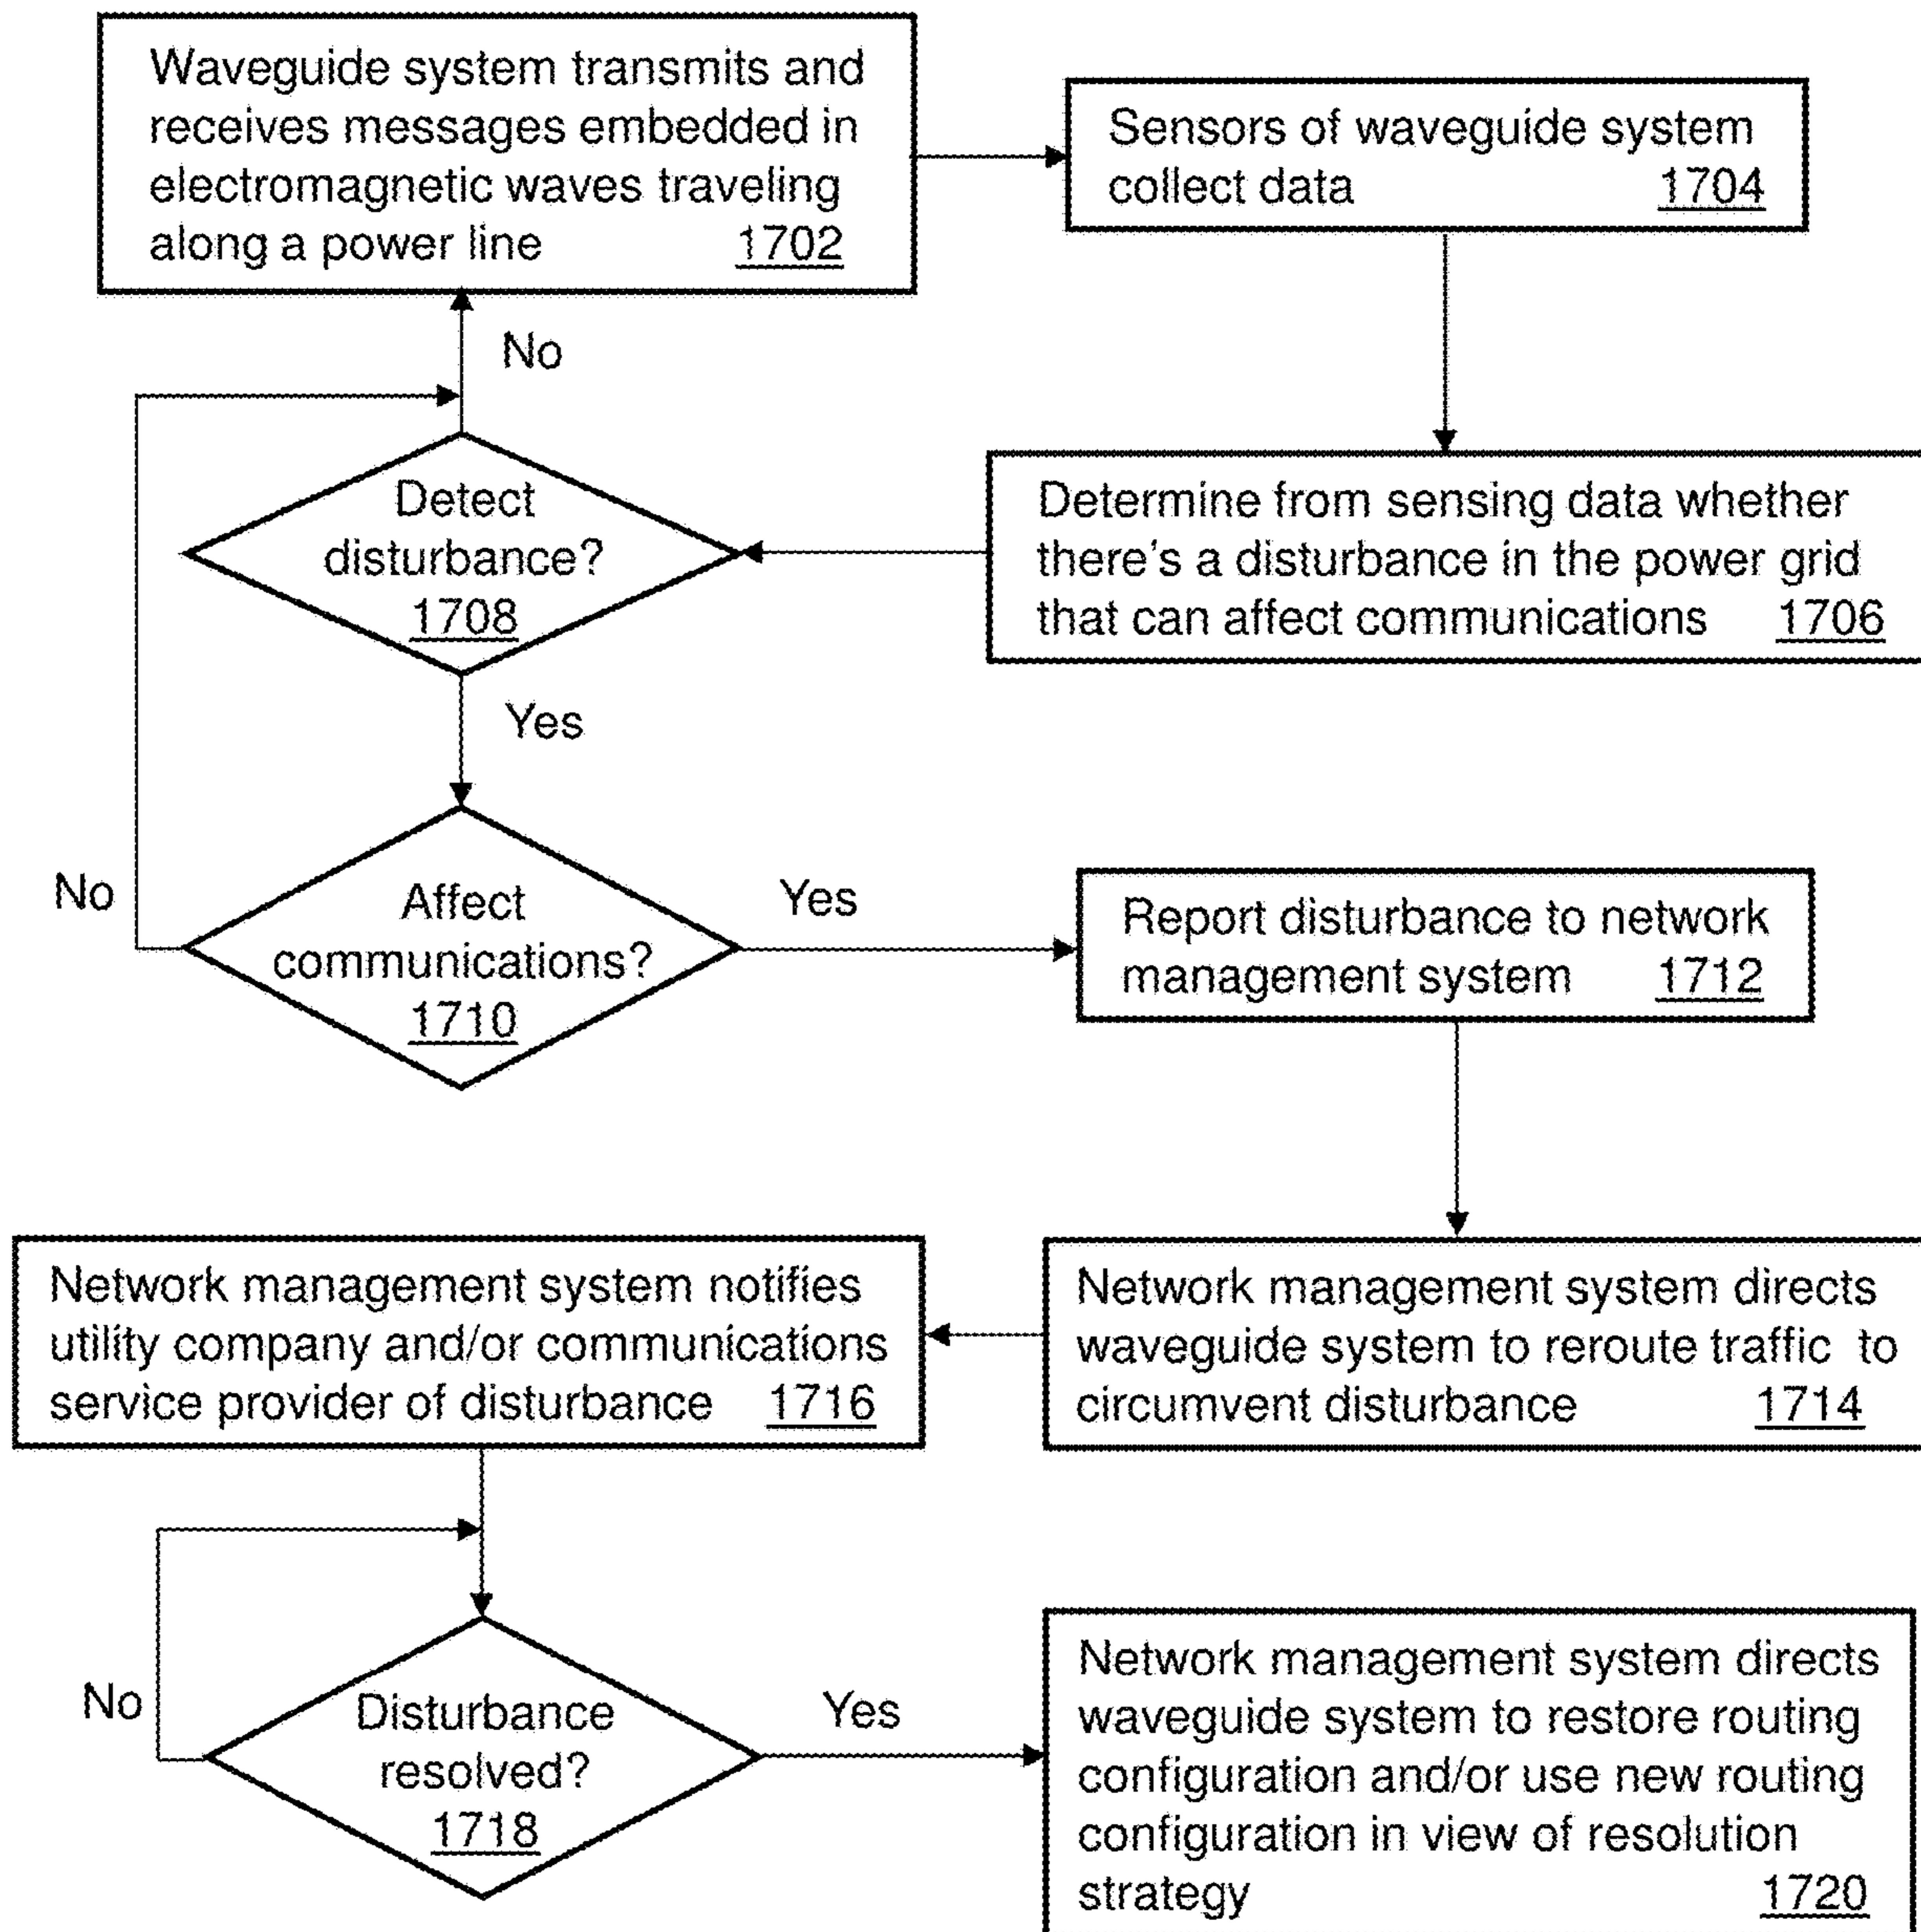 Waveguide system transmits and
receives messages embedded in
electromagnetic waves traveling
along a power line 1702
Sensors of waveguide system
collect data 1704
No
Detect
disturbance?
1708
Determine from sensing data whether
there's a disturbance in the power grid
that can affect communications 1706
Yes
No
Affect
communications?
1710
Yes
Report disturbance to network
management system 1712
Network management system directs
waveguide system to reroute traffic to
circumvent disturbance 1714
Network management system notifies
utility company and/or communications
service provider of disturbance 1716
No
Disturbance
resolved?
1718
Yes
Network management system directs
waveguide system to restore routing
configuration and/or use new routing
configuration in view of resolution
strategy 1720